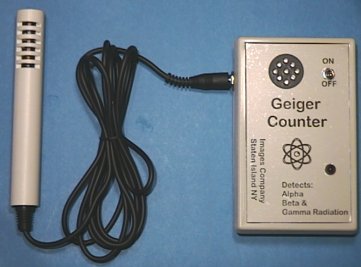 ON
OFF
Geiger
Counter
Images Company
Staten Island NY
Detects:
Alpha
Beta &
Gamma Radiation